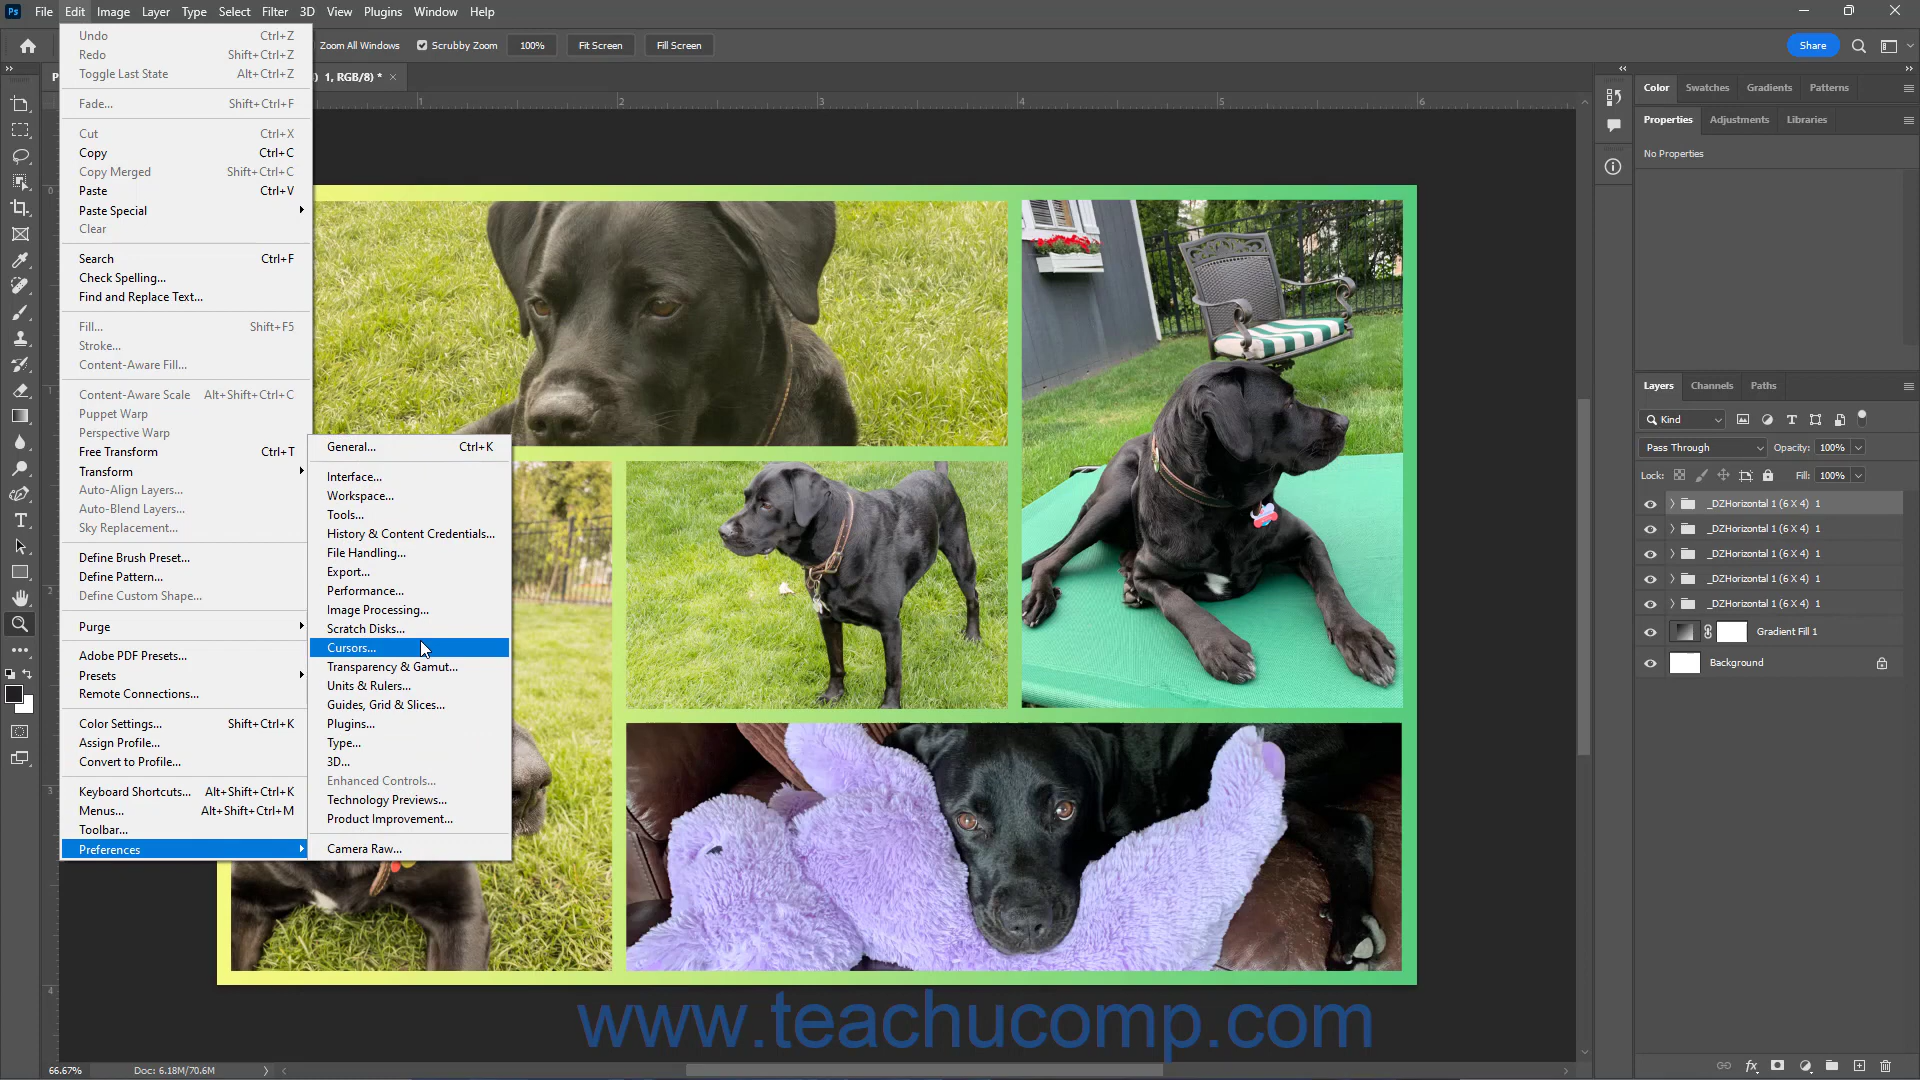 Ps File Edit Image Layer Type Select Filter 3D View Plugins Window Help
Zoom All Windows Scrubby Zoom 100% Fit Screen Fill Screen Share
P ) 1, RGB/8) * ×
1 2 3 4 5 6
0
1
2
3
4
Undo Ctrl+Z
Redo Shift+Ctrl+Z
Toggle Last State Alt+Ctrl+Z
Fade... Shift+Ctrl+F
Cut Ctrl+X
Copy Ctrl+C
Copy Merged Shift+Ctrl+C
Paste Ctrl+V
Paste Special
Clear
Search Ctrl+F
Check Spelling...
Find and Replace Text...
Fill... Shift+F5
Stroke...
Content-Aware Fill...
Content-Aware Scale Alt+Shift+Ctrl+C
Puppet Warp
Perspective Warp
Free Transform Ctrl+T
Transform
Auto-Align Layers...
Auto-Blend Layers...
Sky Replacement...
Define Brush Preset...
Define Pattern...
Define Custom Shape...
Purge
Adobe PDF Presets...
Presets
Remote Connections...
Color Settings... Shift+Ctrl+K
Assign Profile...
Convert to Profile...
Keyboard Shortcuts... Alt+Shift+Ctrl+K
Menus... Alt+Shift+Ctrl+M
Toolbar...
Preferences
General... Ctrl+K
Interface...
Workspace...
Tools...
History & Content Credentials...
File Handling...
Export...
Performance...
Image Processing...
Scratch Disks...
Cursors...
Transparency & Gamut...
Units & Rulers...
Guides, Grid & Slices...
Plugins...
Type...
3D...
Enhanced Controls...
Technology Previews...
Product Improvement...
Camera Raw...
Color Swatches Gradients Patterns
Properties Adjustments Libraries
No Properties
Layers Channels Paths
Kind
Pass Through Opacity: 100%
Lock: Fill: 100%
_DZHorizontal 1 (6 X 4) 1
_DZHorizontal 1 (6 X 4) 1
_DZHorizontal 1 (6 X 4) 1
_DZHorizontal 1 (6 X 4) 1
_DZHorizontal 1 (6 X 4) 1
Gradient Fill 1
Background
www.teachucomp.com
66.67% Doc: 6.18M/70.6M